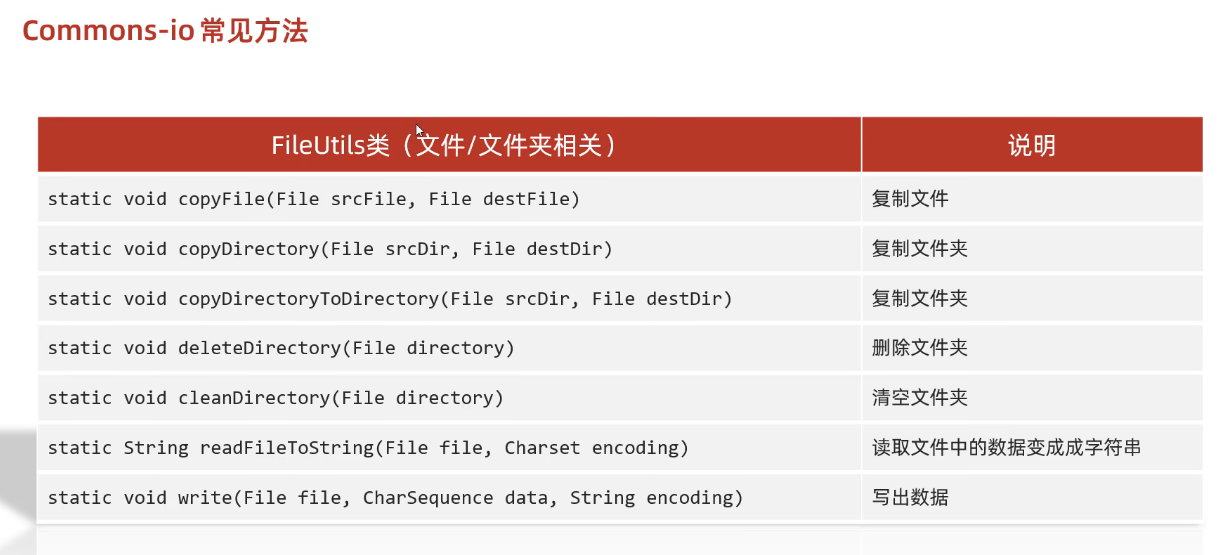 Commons-io常见方法
FileUtils类（文件/文件夹相关） 说明
static void copyFile(File srcFile, File destFile) 复制文件
static void copyDirectory(File srcDir, File destDir) 复制文件夹
static void copyDirectoryToDirectory(File srcDir, File destDir) 复制文件夹
static void deleteDirectory(File directory) 删除文件夹
static void cleanDirectory(File directory) 清空文件夹
static String readFileToString(File file, Charset encoding) 读取文件中的数据变成成字符串
static void write(File file, CharSequence data, String encoding) 写出数据